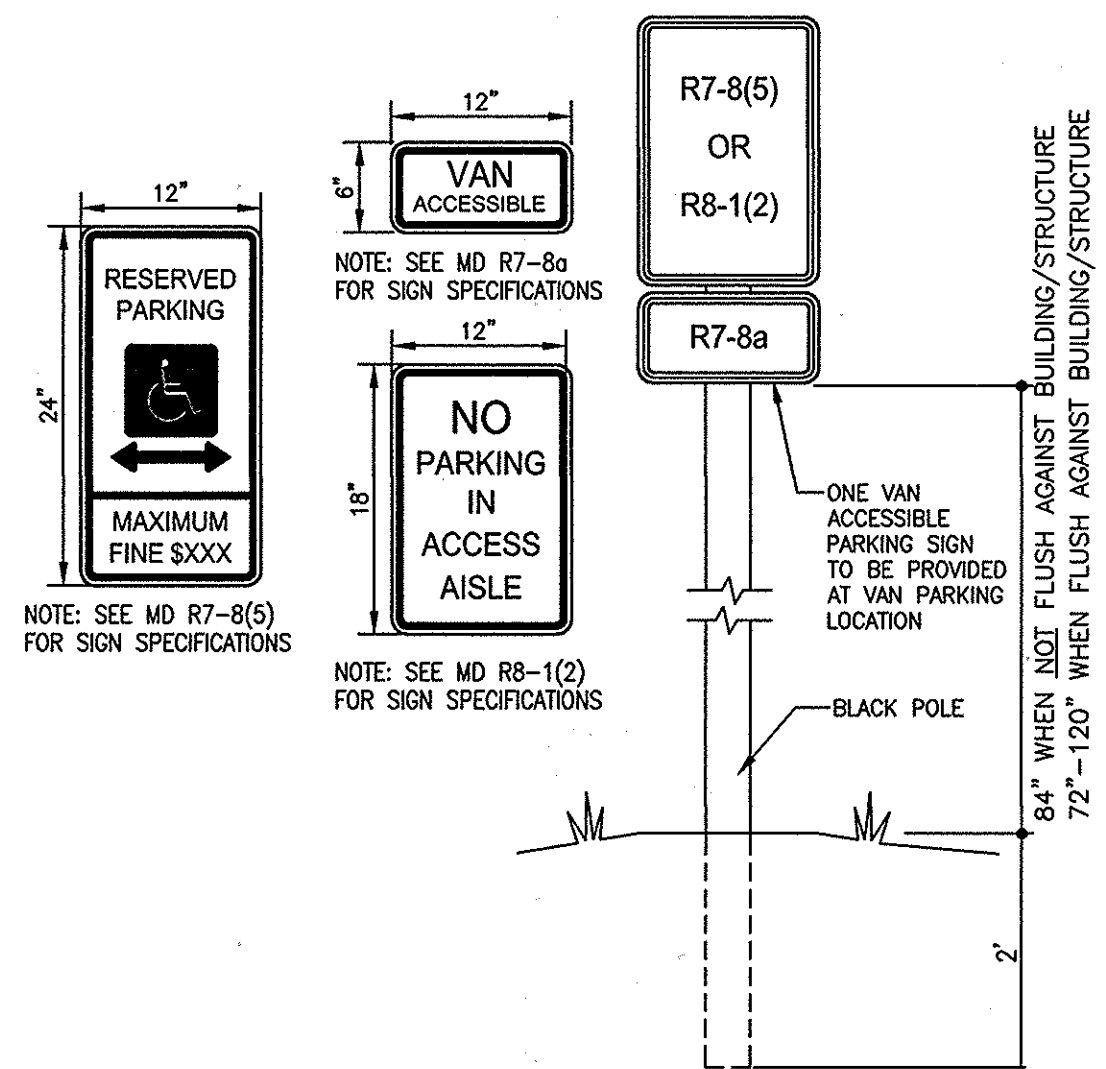 12"
24"
RESERVED
PARKING
MAXIMUM
FINE $XXX
NOTE: SEE MD R7-8(5)
FOR SIGN SPECIFICATIONS
12"
6"
VAN
ACCESSIBLE
NOTE: SEE MD R7-8a
FOR SIGN SPECIFICATIONS
12"
18"
NO
PARKING
IN
ACCESS
AISLE
NOTE: SEE MD R8-1(2)
FOR SIGN SPECIFICATIONS
R7-8(5)
OR
R8-1(2)
R7-8a
ONE VAN
ACCESSIBLE
PARKING SIGN
TO BE PROVIDED
AT VAN PARKING
LOCATION
BLACK POLE
84" WHEN NOT FLUSH AGAINST BUILDING/STRUCTURE
72"-120" WHEN FLUSH AGAINST BUILDING/STRUCTURE
2'